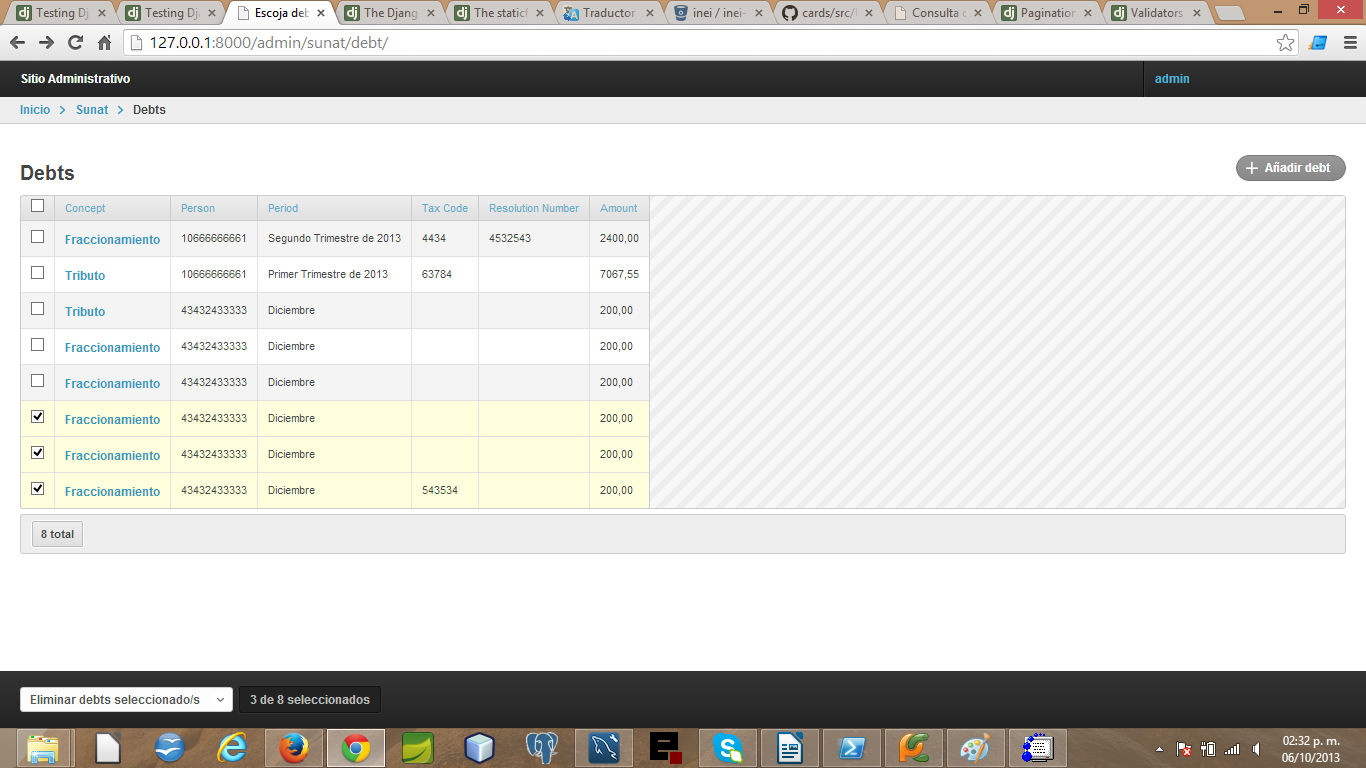 Testing Dj
Testing Dj
Escoja deb
The Djang
The staticf
Traductor
inei / inei-
cards/src/
Consulta d
Pagination
Validators
127.0.0.1:8000/admin/sunat/debt/
Sitio Administrativo
admin
Inicio > Sunat > Debts
Debts
+ Añadir debt
Concept Person Period Tax Code Resolution Number Amount
Fraccionamiento 10666666661 Segundo Trimestre de 2013 4434 4532543 2400,00
Tributo 10666666661 Primer Trimestre de 2013 63784 7067,55
Tributo 43432433333 Diciembre 200,00
Fraccionamiento 43432433333 Diciembre 200,00
Fraccionamiento 43432433333 Diciembre 200,00
Fraccionamiento 43432433333 Diciembre 200,00
Fraccionamiento 43432433333 Diciembre 200,00
Fraccionamiento 43432433333 Diciembre 543534 200,00
8 total
Eliminar debts seleccionado/s
3 de 8 seleccionados
02:32 p. m.
06/10/2013